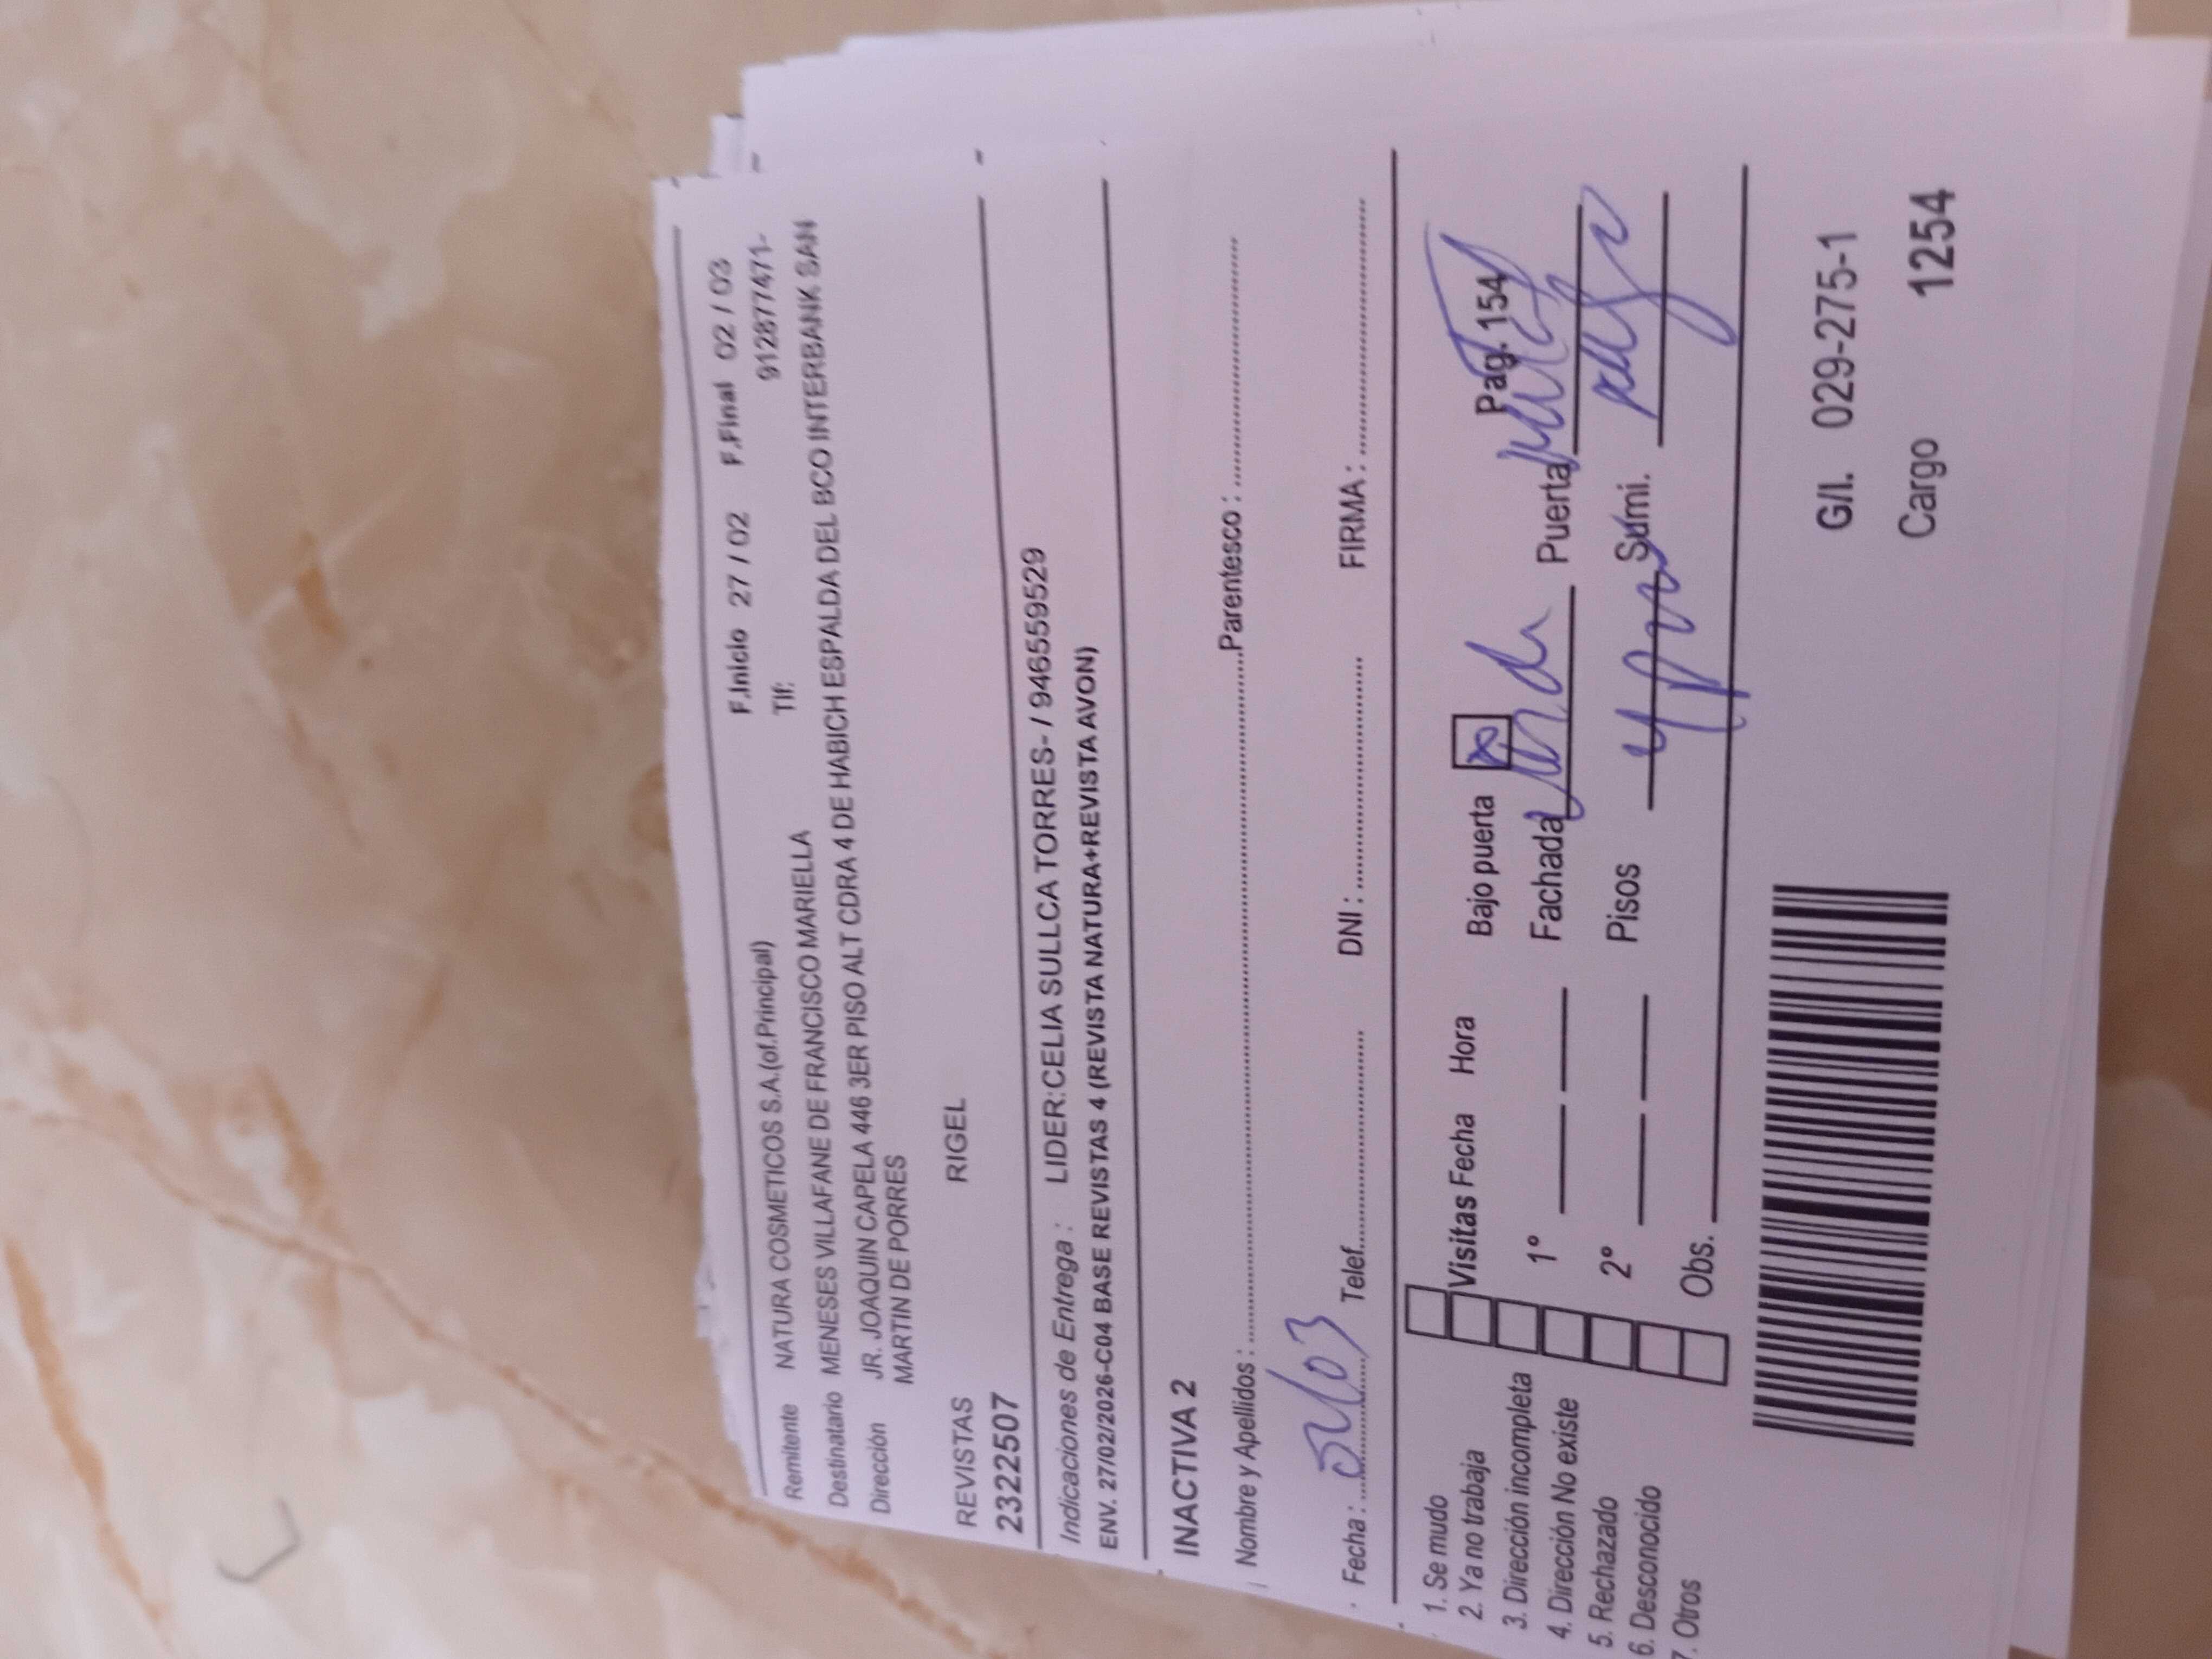 F.Inicio 27 / 02 F.Final 02 / 03
Remitente NATURA COSMETICOS S.A.(of.Principal) Tlf: 912877471-
Destinatario MENESES VILLAFANE DE FRANCISCO MARIELLA
Dirección JR. JOAQUIN CAPELA 446 3ER PISO ALT CDRA 4 DE HABICH ESPALDA DEL BCO INTERBANK SAN
MARTIN DE PORRES
REVISTAS RIGEL
2322507
Indicaciones de Entrega : LIDER:CELIA SULLCA TORRES- / 946559529
ENV. 27/02/2026-C04 BASE REVISTAS 4 (REVISTA NATURA+REVISTA AVON)
INACTIVA 2
Nombre y Apellidos : Parentesco :
Fecha : Telef. DNI : FIRMA :
1. Se mudo
2. Ya no trabaja
3. Dirección incompleta
4. Dirección No existe
5. Rechazado
6. Desconocido
7. Otros
Visitas Fecha Hora Bajo puerta Pag. 154
1° Fachada Puerta
2° Pisos Sumi.
Obs.
G/I. 029-275-1
Cargo 1254